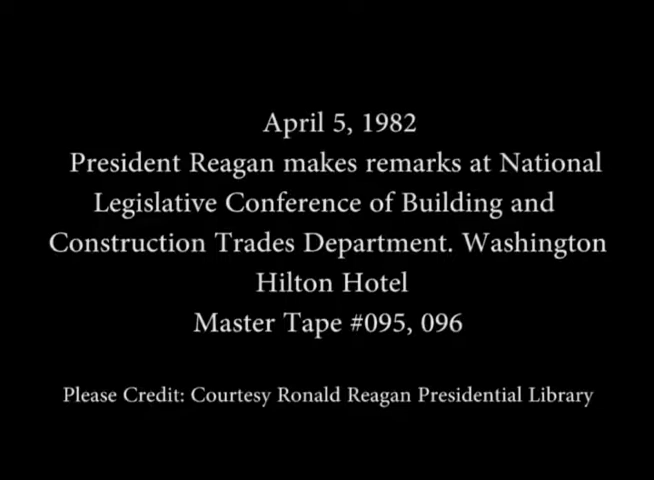 April 5, 1982
President Reagan makes remarks at National
Legislative Conference of Building and
Construction Trades Department. Washington
Hilton Hotel
Master Tape #095, 096
Please Credit: Courtesy Ronald Reagan Presidential Library